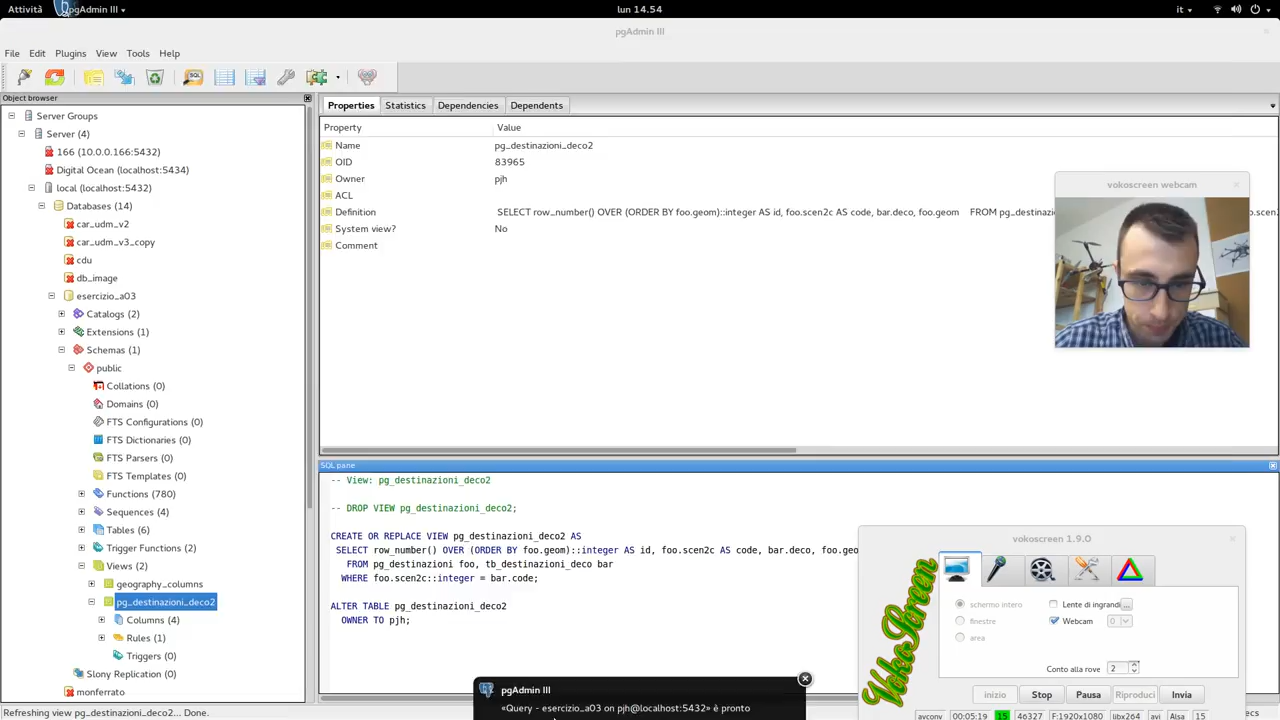 Attività pgAdmin III lun 14.54 it
pgAdmin III
File Edit Plugins View Tools Help
SQL
Object browser
Properties Statistics Dependencies Dependents
Server Groups
Property Value
Server (4)
Name pg_destinazioni_deco2
166 (10.0.0.166:5432)
OID 83965
Digital Ocean (localhost:5434)
Owner pjh
vokoscreen webcam
local (localhost:5432)
ACL
Databases (14)
Definition SELECT row_number() OVER (ORDER BY foo.geom)::integer AS id, foo.scen2c AS code, bar.deco, foo.geom FROM pg_destinazi
car_udm_v2
System view? No
car_udm_v3_copy
Comment
cdu
db_image
esercizio_a03
Catalogs (2)
Extensions (1)
Schemas (1)
public
Collations (0)
Domains (0)
FTS Configurations (0)
FTS Dictionaries (0)
FTS Parsers (0)
FTS Templates (0)
Functions (780)
Sequences (4)
Tables (6)
Trigger Functions (2)
Views (2)
geography_columns
pg_destinazioni_deco2
Columns (4)
Rules (1)
Triggers (0)
Slony Replication (0)
monferrato
SQL pane
-- View: pg_destinazioni_deco2
-- DROP VIEW pg_destinazioni_deco2;
CREATE OR REPLACE VIEW pg_destinazioni_deco2 AS
SELECT row_number() OVER (ORDER BY foo.geom)::integer AS id, foo.scen2c AS code, bar.deco, foo.geo
FROM pg_destinazioni foo, tb_destinazioni_deco bar
WHERE foo.scen2c::integer = bar.code;
ALTER TABLE pg_destinazioni_deco2
OWNER TO pjh;
vokoscreen 1.9.0
VokoScreen
schermo intero Lente di ingrandi ...
finestre Webcam 0
area
Conto alla rove 2
inizio Stop Pausa Riproduci Invia
pgAdmin III
«Query - esercizio_a03 on pjh@localhost:5432» è pronto
Refreshing view pg_destinazioni_deco2... Done.
avconv 00:05:19 15 46327 F:1920x1080 libx264 avi Alsa 15
ecs